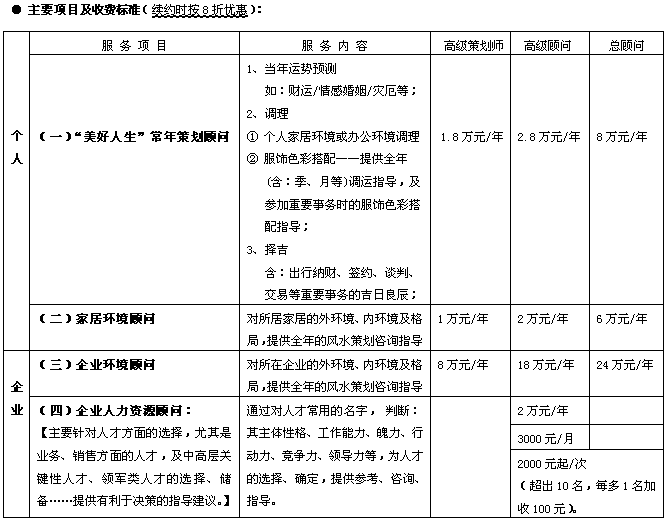 ● 主要项目及收费标准(续约时按8折优惠):
服 务 项 目
服 务 内 容
高级策划师
高级顾问
总顾问
个人
(一)“美好人生”常年策划顾问
1、当年运势预测
如:财运/情感婚姻/灾厄等;
2、调理
① 个人家居环境或办公环境调理
② 服饰色彩搭配——提供全年
(含:季、月等)调运指导,及
参加重要事务时的服饰色彩搭
配指导;
3、择吉
含:出行纳财、签约、谈判、
交易等重要事务的吉日良辰;
1.8 万元/年
2.8 万元/年
8 万元/年
(二)家居环境顾问
对所居家居的外环境、内环境及格
局,提供全年的风水策划咨询指导
1 万元/年
2 万元/年
6 万元/年
企业
(三)企业环境顾问
对所在企业的外环境、内环境及格
局,提供全年的风水策划咨询指导
8 万元/年
18 万元/年
24 万元/年
(四)企业人力资源顾问:
【主要针对人才方面的选择,尤其是
业务、销售方面的人才,及中高层关
键性人才、领军类人才的选择、储
备……提供有利于决策的指导建议。】
通过对人才常用的名字, 判断:
其主体性格、工作能力、魄力、行
动力、竞争力、领导力等,为人才
的选择、确定,提供参考、咨询、
指导。
2 万元/年
3000 元/月
2000 元起/次
(超出 10 名,每多 1 名加
收 100 元)。